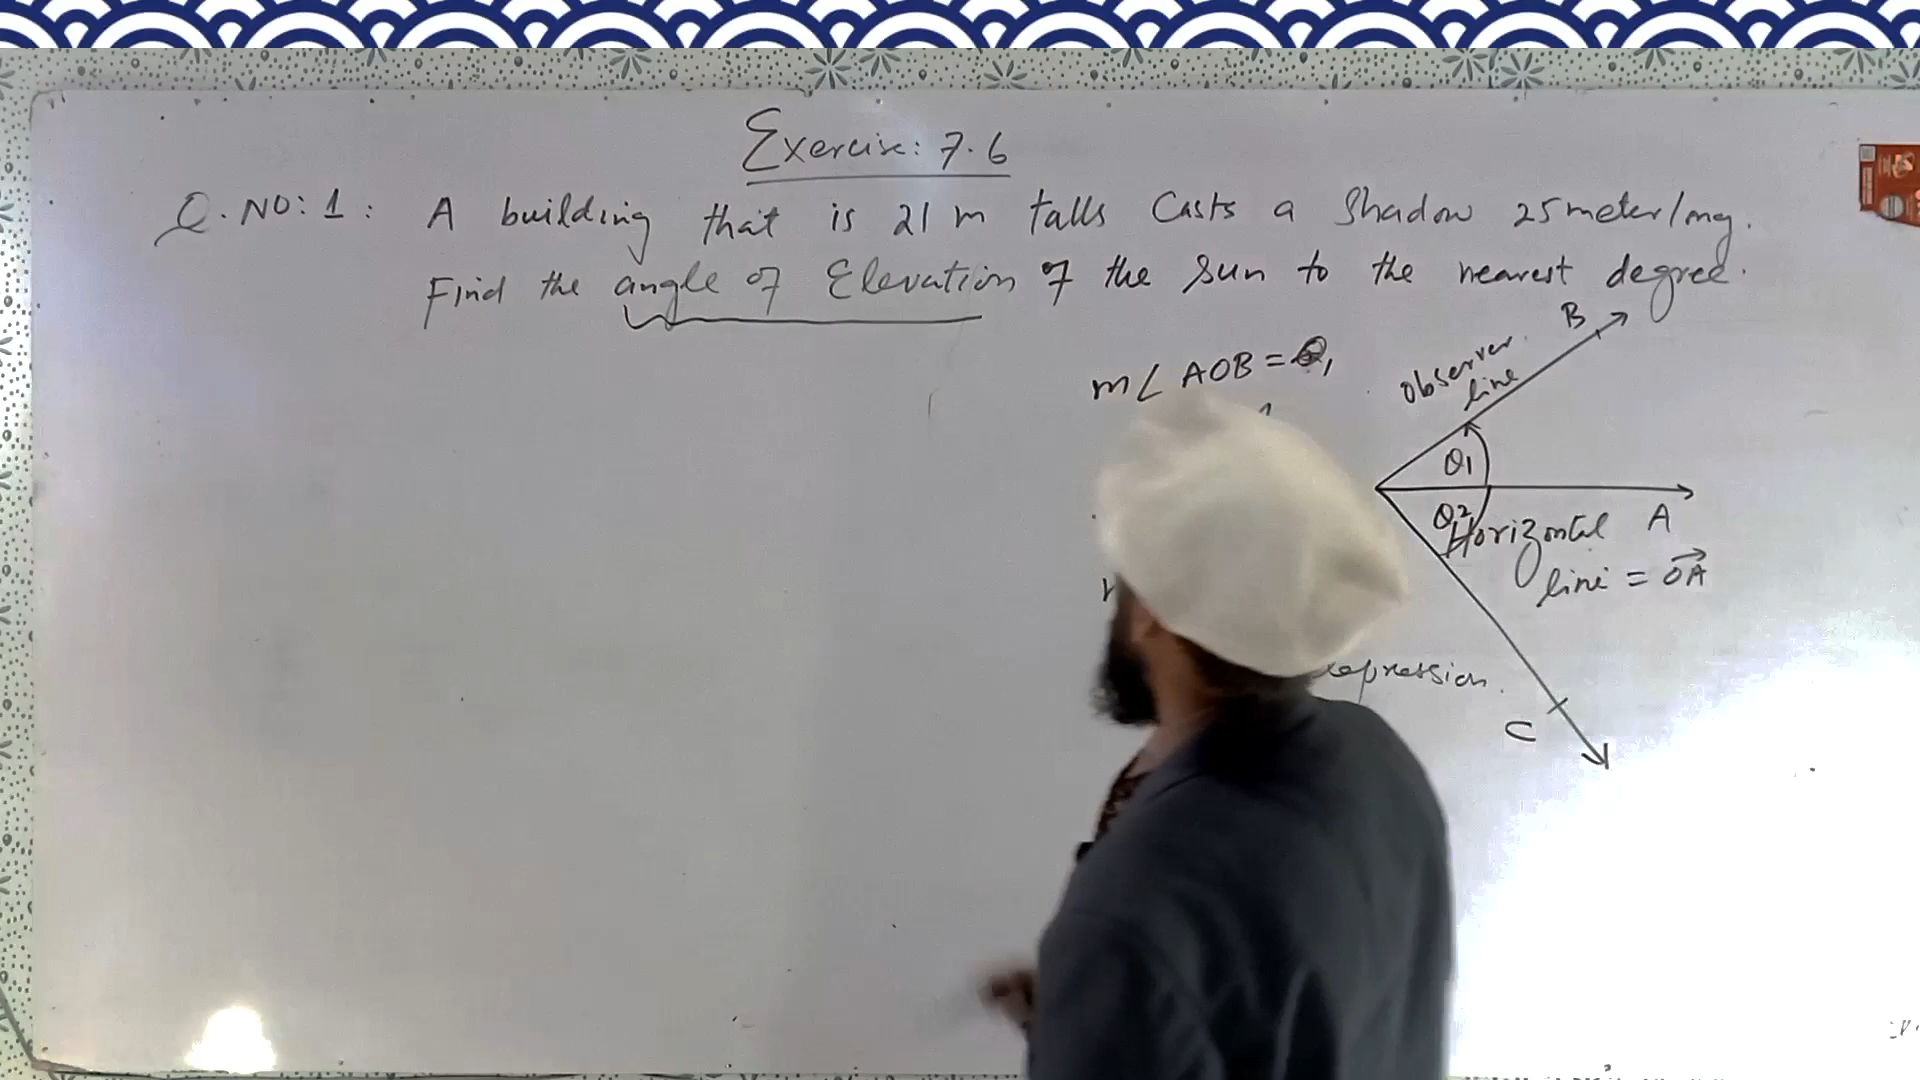 Exercise: 7.6
Q. NO: 1: A building that is 21 m talls Casts a Shadow 25 meter long.
Find the angle of Elevation of the Sun to the nearest degree.
B
m∠ AOB = θ1
Observer
line
θ1
θ2
Horizontal A
line = OA
C